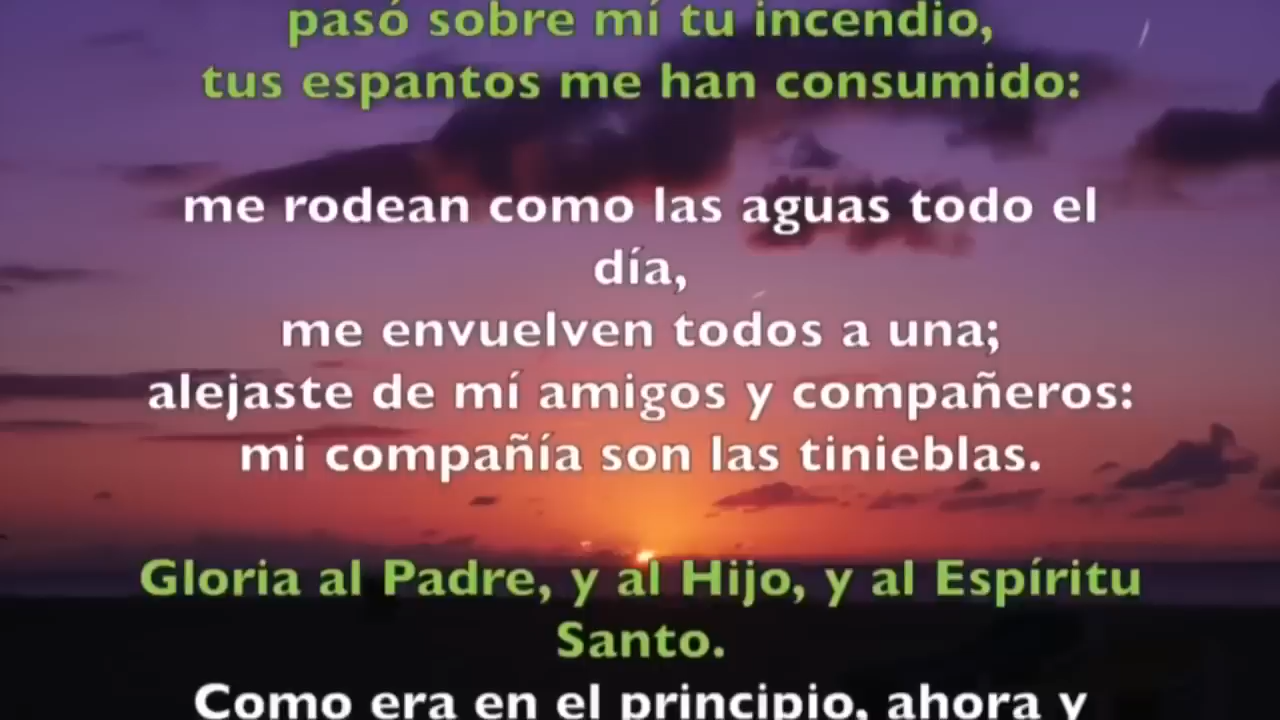 pasó sobre mí tu incendio,
tus espantos me han consumido:
me rodean como las aguas todo el
día,
me envuelven todos a una;
alejaste de mí amigos y compañeros:
mi compañía son las tinieblas.
Gloria al Padre, y al Hijo, y al Espíritu
Santo.
Como era en el principio, ahora y